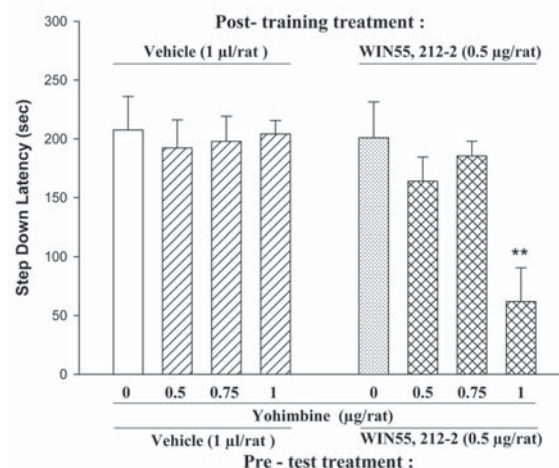 Post- training treatment :
Vehicle (1 µl/rat )
WIN55, 212-2 (0.5 µg/rat)
Step Down Latency (sec)
300
250
200
150
100
50
0
**
0 0.5 0.75 1 0 0.5 0.75 1
Yohimbine (µg/rat)
Vehicle (1 µl/rat )
WIN55, 212-2 (0.5 µg/rat)
Pre - test treatment :